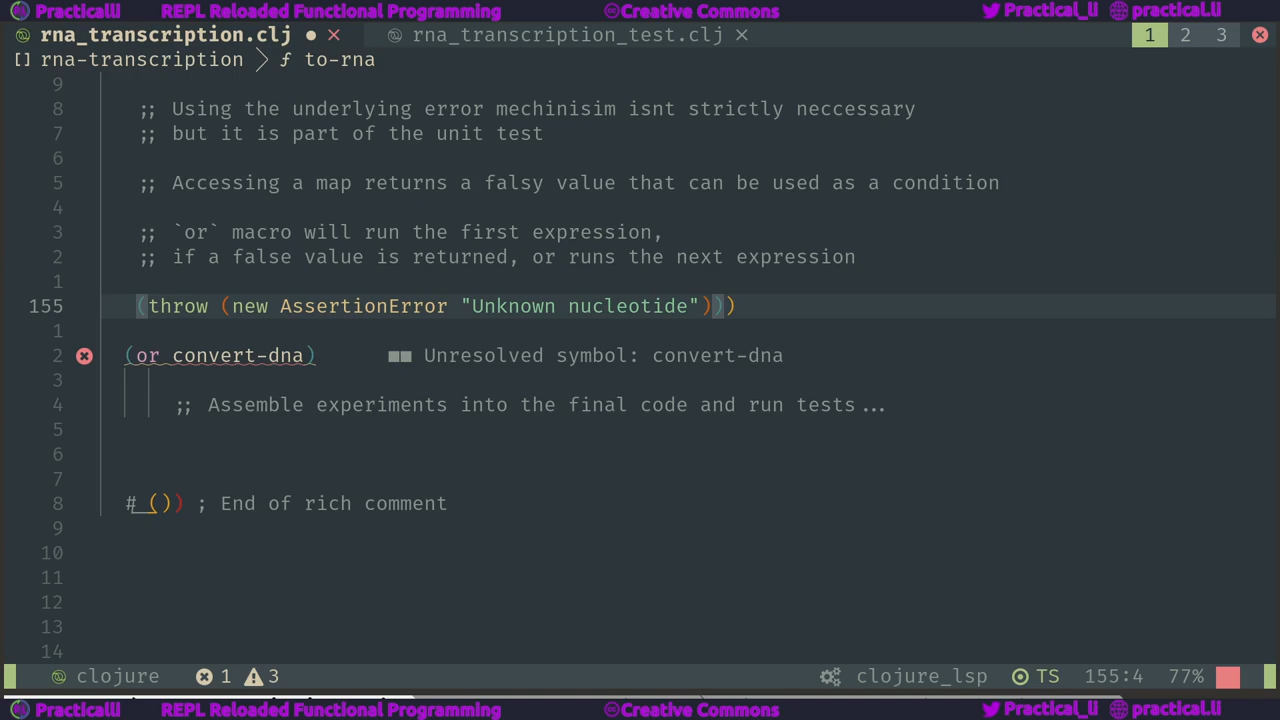 Practicalli REPL Reloaded Functional Programming Creative Commons Practical_li practical.li
rna_transcription.clj ● × rna_transcription_test.clj × 1 2 3
[] rna-transcription > ƒ to-rna
9
8 ;; Using the underlying error mechinisim isnt strictly neccessary
7 ;; but it is part of the unit test
6
5 ;; Accessing a map returns a falsy value that can be used as a condition
4
3 ;; `or` macro will run the first expression,
2 ;; if a false value is returned, or runs the next expression
1
155 (throw (new AssertionError "Unknown nucleotide")))
1
2 (or convert-dna) ■■ Unresolved symbol: convert-dna
3
4 ;; Assemble experiments into the final code and run tests...
5
6
7
8 #_()) ; End of rich comment
9
10
11
12
13
14
clojure 1 3 clojure_lsp TS 155:4 77%
Practicalli REPL Reloaded Functional Programming Creative Commons Practical_li practical.li